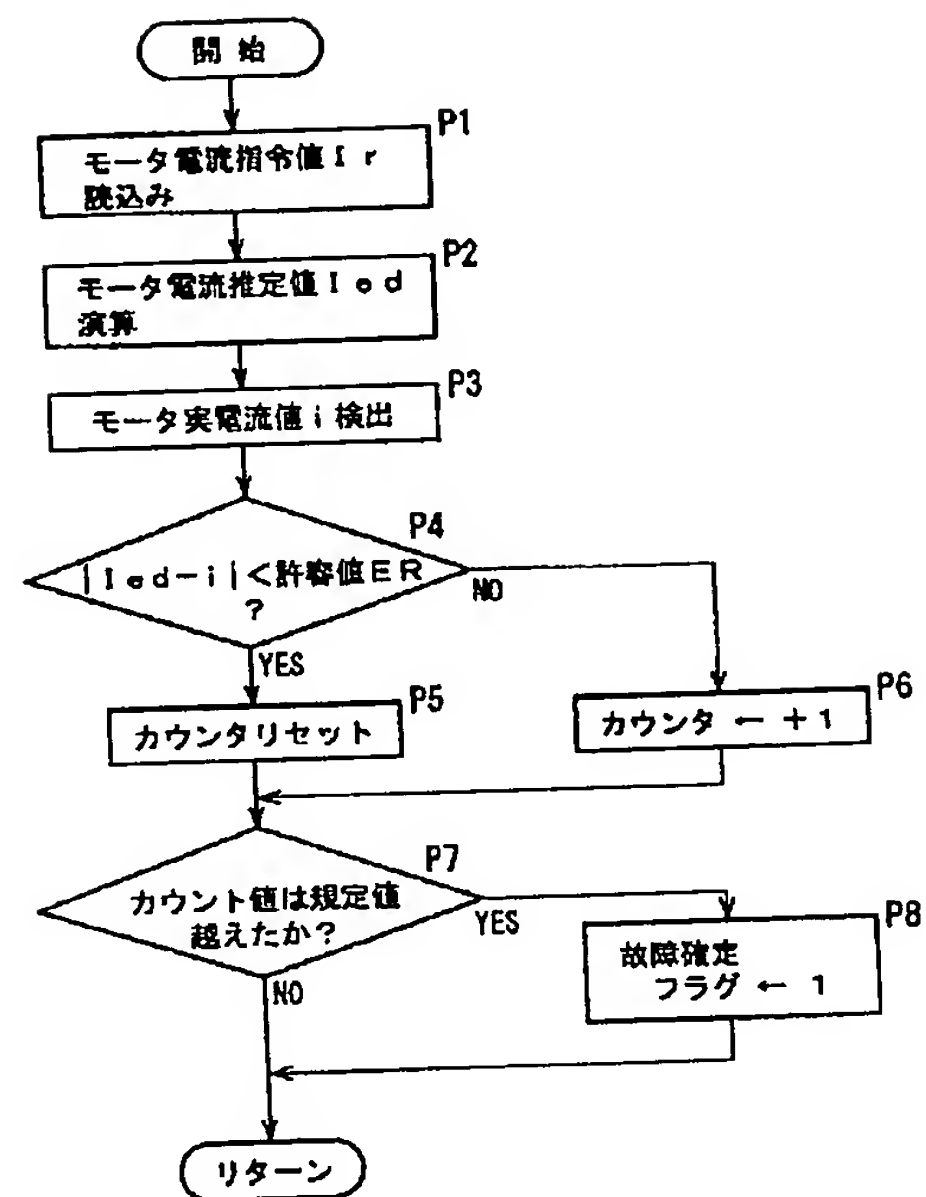 開 始
P1
モータ電流指令値Ir
読込み
P2
モータ電流推定値Ied
演算
P3
モータ実電流値i検出
P4
|Ied-i|<許容値ER
?
NO
YES
P5
カウンタリセット
P6
カウンタ ← +1
P7
カウント値は規定値
越えたか?
YES
NO
P8
故障確定
フラグ ← 1
リターン